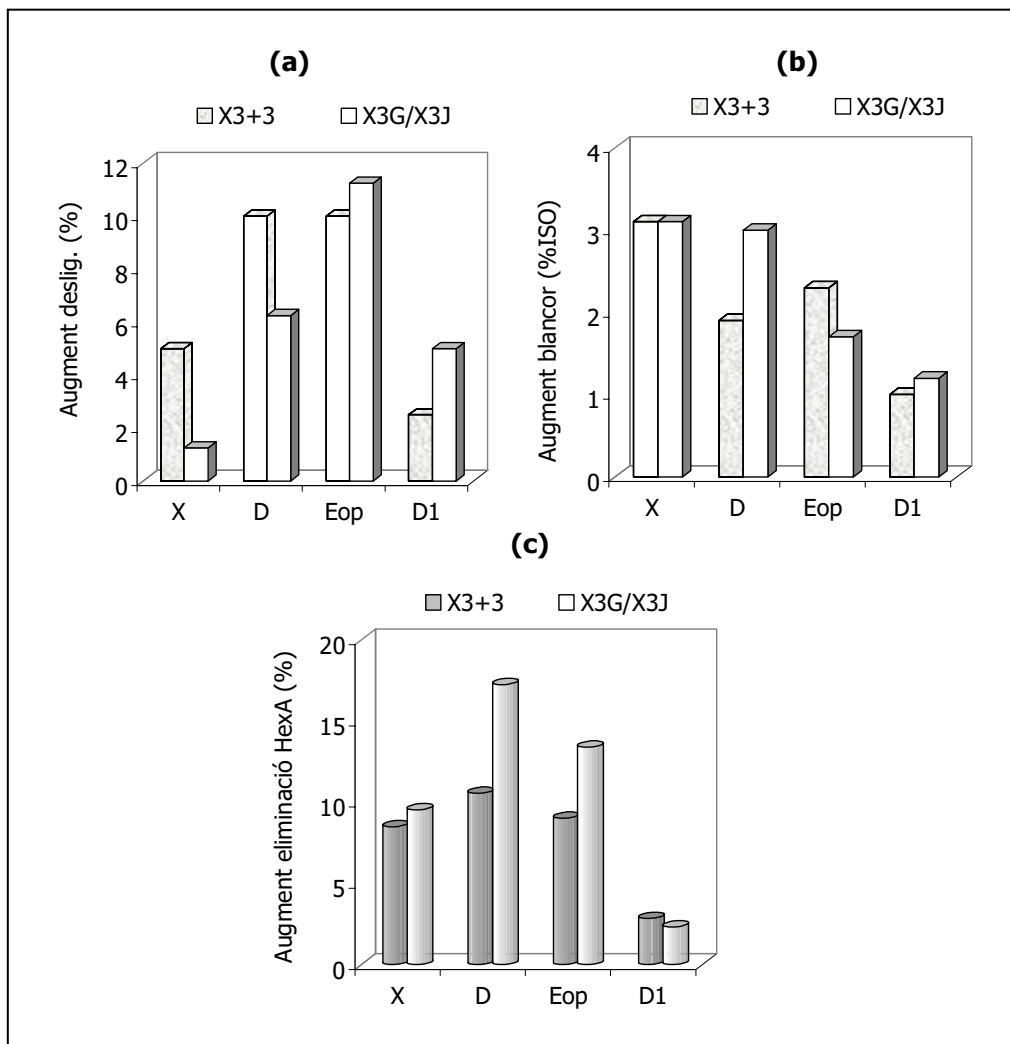 (a)
X3+3 X3G/X3J
Augment deslig. (%)
12
10
8
6
4
2
0
X D Eop D1
(b)
X3+3 X3G/X3J
Augment blancor (%ISO)
4
3
2
1
0
X D Eop D1
(c)
X3+3 X3G/X3J
Augment eliminació HexA (%)
20
15
10
5
0
X D Eop D1